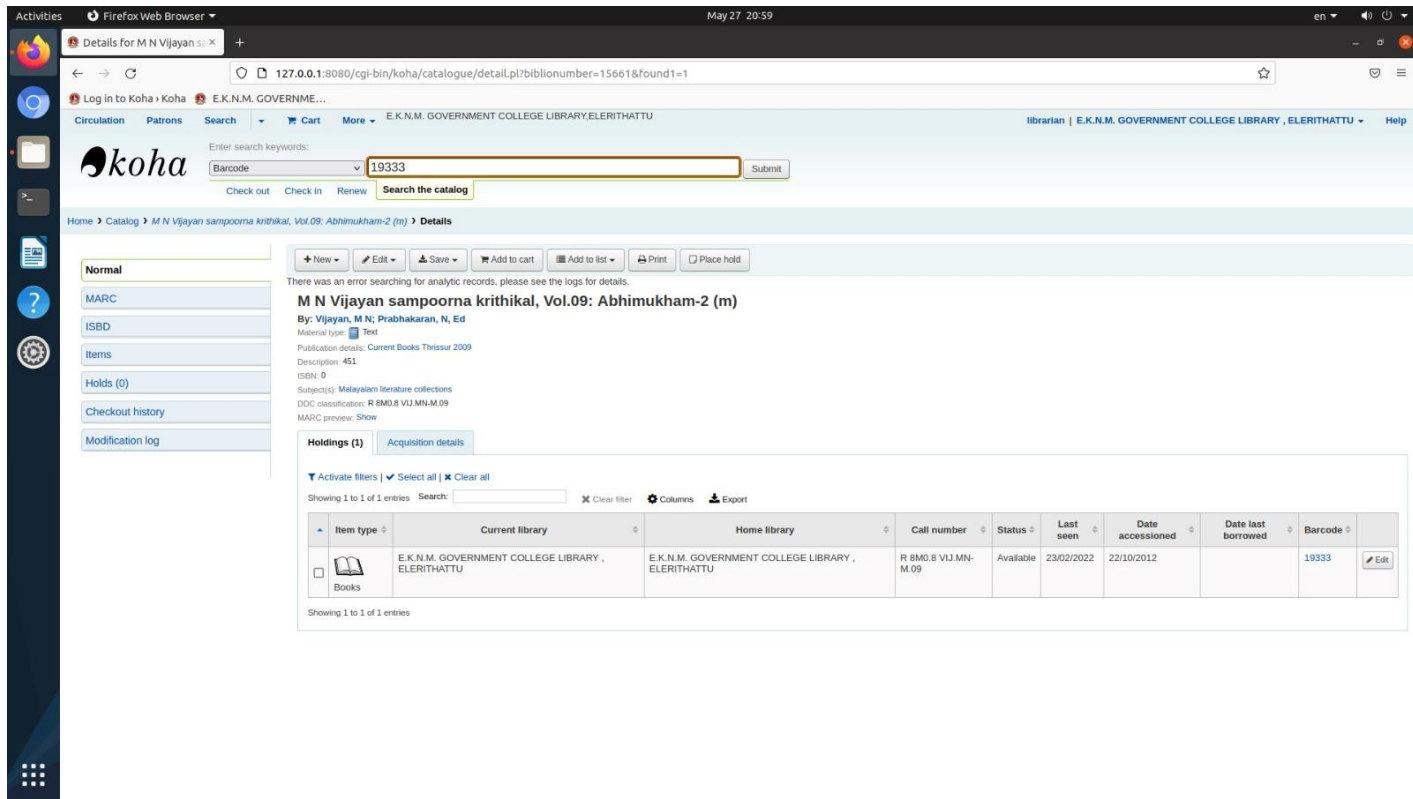 Activities Firefox Web Browser May 27 20:59 en
Details for M N Vijayan sa
127.0.0.1:8080/cgi-bin/koha/catalogue/detail.pl?biblionumber=15661&found1=1
Log in to Koha › Koha E.K.N.M. GOVERNME...
Circulation Patrons Search Cart More E.K.N.M. GOVERNMENT COLLEGE LIBRARY,ELERITHATTU librarian | E.K.N.M. GOVERNMENT COLLEGE LIBRARY , ELERITHATTU Help
koha
Enter search keywords:
Barcode 19333 Submit
Check out Check in Renew Search the catalog
Home › Catalog › M N Vijayan sampoorna krithikal, Vol.09: Abhimukham-2 (m) › Details
Normal
MARC
ISBD
Items
Holds (0)
Checkout history
Modification log
New Edit Save Add to cart Add to list Print Place hold
There was an error searching for analytic records, please see the logs for details.
M N Vijayan sampoorna krithikal, Vol.09: Abhimukham-2 (m)
By: Vijayan, M N; Prabhakaran, N, Ed
Material type: Text
Publication details: Current Books Thrissur 2009
Description: 451
ISBN: 0
Subject(s): Malayalam literature collections
DDC classification: R 8M0.8 VIJ.MN-M.09
MARC preview: Show
Holdings (1) Acquisition details
Activate filters | Select all | Clear all
Showing 1 to 1 of 1 entries Search: Clear filter Columns Export
Item type Current library Home library Call number Status Last seen Date accessioned Date last borrowed Barcode
Books E.K.N.M. GOVERNMENT COLLEGE LIBRARY , ELERITHATTU E.K.N.M. GOVERNMENT COLLEGE LIBRARY , ELERITHATTU R 8M0.8 VIJ.MN-M.09 Available 23/02/2022 22/10/2012 19333 Edit
Showing 1 to 1 of 1 entries